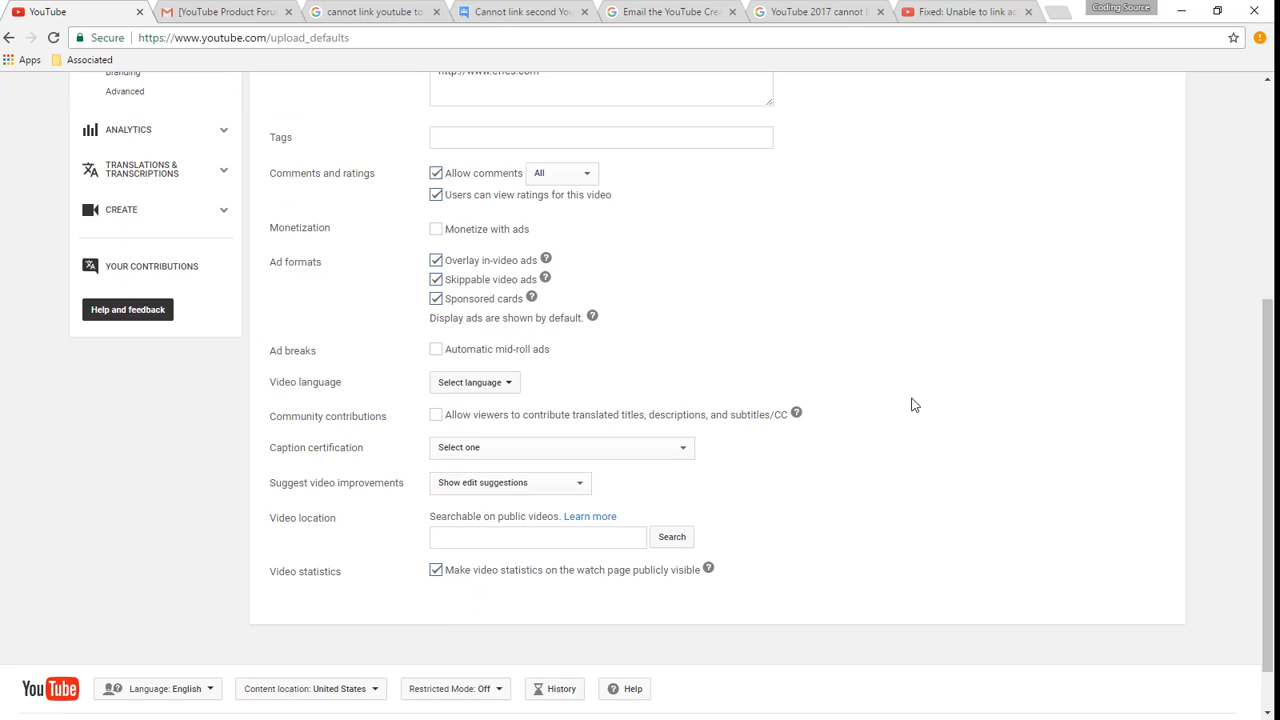 YouTube
[YouTube Product Foru
cannot link youtube to
Cannot link second You
Email the YouTube Cre
YouTube 2017 cannot l
Fixed: Unable to link ac
Coding Source
Secure
https://www.youtube.com/upload_defaults
Apps
Associated
Branding
Advanced
ANALYTICS
TRANSLATIONS &
TRANSCRIPTIONS
CREATE
YOUR CONTRIBUTIONS
Help and feedback
Tags
Comments and ratings
Allow comments
All
Users can view ratings for this video
Monetization
Monetize with ads
Ad formats
Overlay in-video ads ?
Skippable video ads ?
Sponsored cards ?
Display ads are shown by default. ?
Ad breaks
Automatic mid-roll ads
Video language
Select language
Community contributions
Allow viewers to contribute translated titles, descriptions, and subtitles/CC ?
Caption certification
Select one
Suggest video improvements
Show edit suggestions
Video location
Searchable on public videos. Learn more
Search
Video statistics
Make video statistics on the watch page publicly visible ?
YouTube
Language: English
Content location: United States
Restricted Mode: Off
History
Help